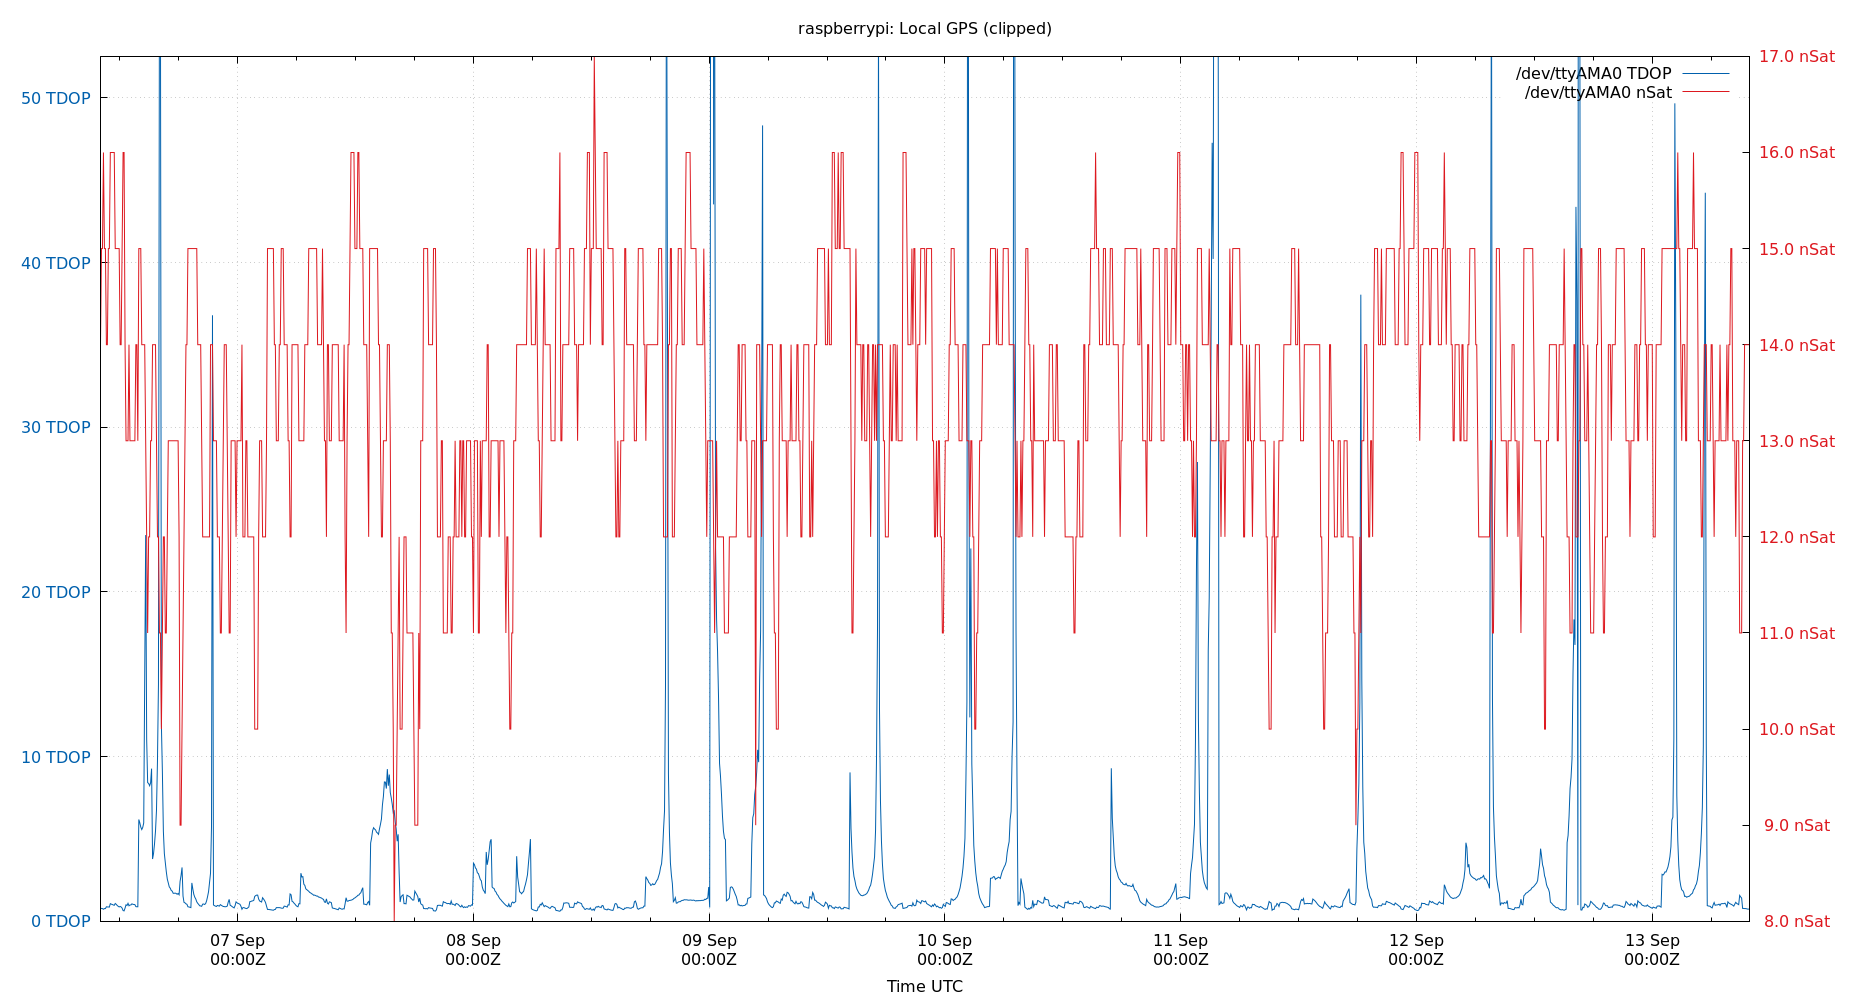 raspberrypi: Local GPS (clipped)
/dev/ttyAMA0 TDOP
/dev/ttyAMA0 nSat
50 TDOP
40 TDOP
30 TDOP
20 TDOP
10 TDOP
0 TDOP
17.0 nSat
16.0 nSat
15.0 nSat
14.0 nSat
13.0 nSat
12.0 nSat
11.0 nSat
10.0 nSat
9.0 nSat
8.0 nSat
07 Sep 08 Sep 09 Sep 10 Sep 11 Sep 12 Sep 13 Sep
00:00Z 00:00Z 00:00Z 00:00Z 00:00Z 00:00Z 00:00Z
Time UTC